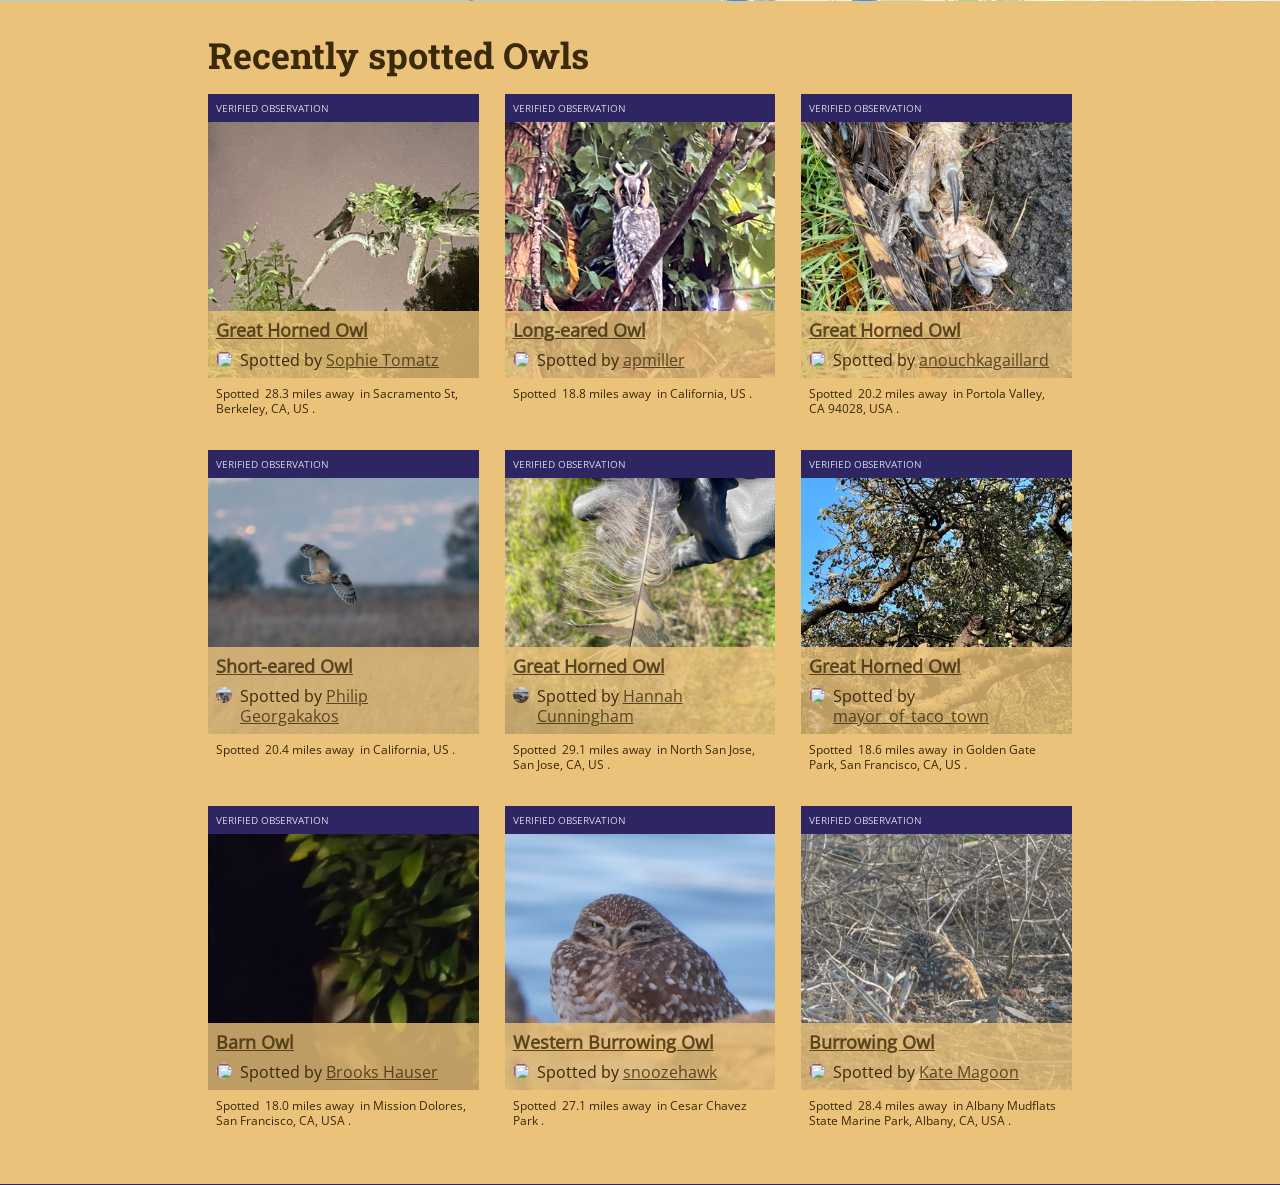 Recently spotted Owls
VERIFIED OBSERVATION
Great Horned Owl
Spotted by Sophie Tomatz
Spotted 28.3 miles away in Sacramento St,
Berkeley, CA, US .
VERIFIED OBSERVATION
Long-eared Owl
Spotted by apmiller
Spotted 18.8 miles away in California, US .
VERIFIED OBSERVATION
Great Horned Owl
Spotted by anouchkagaillard
Spotted 20.2 miles away in Portola Valley,
CA 94028, USA .
VERIFIED OBSERVATION
Short-eared Owl
Spotted by Philip
Georgakakos
Spotted 20.4 miles away in California, US .
VERIFIED OBSERVATION
Great Horned Owl
Spotted by Hannah
Cunningham
Spotted 29.1 miles away in North San Jose,
San Jose, CA, US .
VERIFIED OBSERVATION
Great Horned Owl
Spotted by
mayor_of_taco_town
Spotted 18.6 miles away in Golden Gate
Park, San Francisco, CA, US .
VERIFIED OBSERVATION
Barn Owl
Spotted by Brooks Hauser
Spotted 18.0 miles away in Mission Dolores,
San Francisco, CA, USA .
VERIFIED OBSERVATION
Western Burrowing Owl
Spotted by snoozehawk
Spotted 27.1 miles away in Cesar Chavez
Park .
VERIFIED OBSERVATION
Burrowing Owl
Spotted by Kate Magoon
Spotted 28.4 miles away in Albany Mudflats
State Marine Park, Albany, CA, USA .